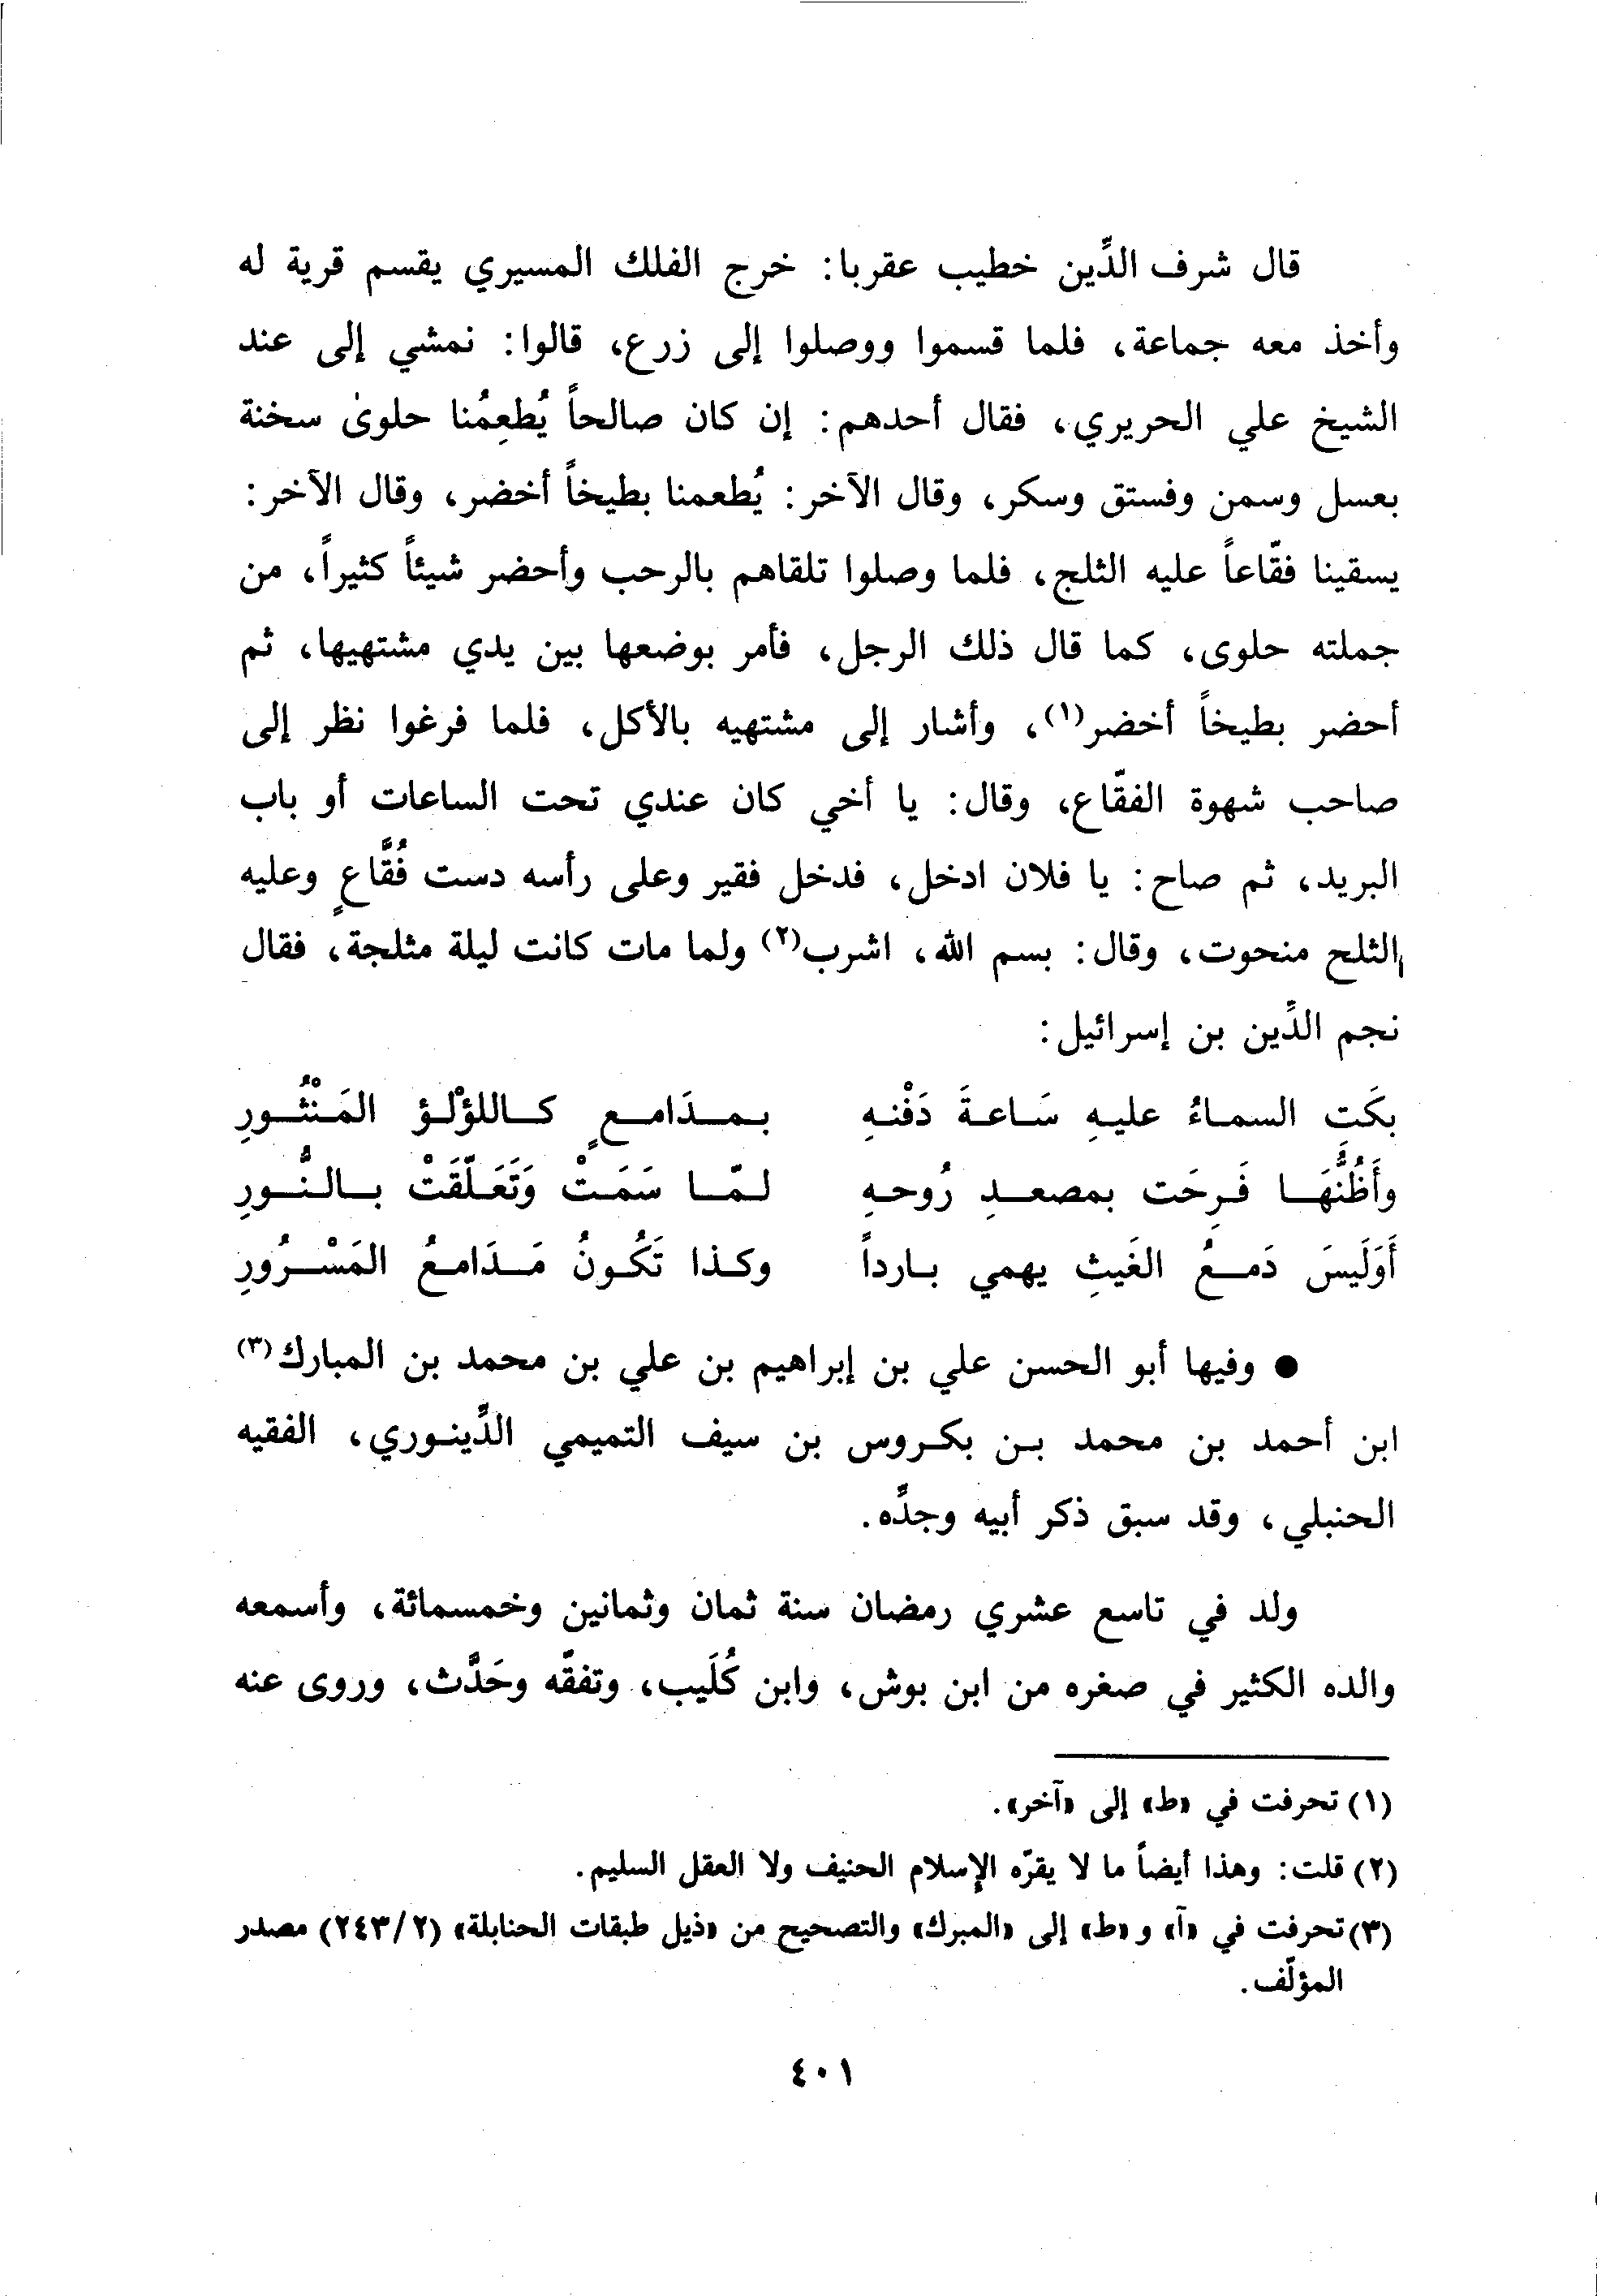 قال شرف الدِّين خطيب عقربا: خرج الفلك المسيري يقسم قرية له
وأخذ معه جماعة، فلما قسموا ووصلوا إلى زرع، قالوا: نمشي إلى عند
الشيخ علي الحريري، فقال أحدهم: إن كان صالحاً يُطعِمُنا حلوىٰ سخنة
بعسل وسمن وفستق وسكر، وقال الآخر: يُطعمنا بطيخاً أخضر، وقال الآخر:
يسقينا فقّاعاً عليه الثلج، فلما وصلوا تلقاهم بالرحب وأحضر شيئاً كثيراً، من
جملته حلوى، كما قال ذلك الرجل، فأمر بوضعها بين يدي مشتهيها، ثم
أحضر بطيخاً أخضر(١)، وأشار إلى مشتهيه بالأكل، فلما فرغوا نظر إلى
صاحب شهوة الفقّاع، وقال: يا أخي كان عندي تحت الساعات أو باب
البريد، ثم صاح: يا فلان ادخل، فدخل فقير وعلى رأسه دست فُقَّاعٍ وعليه
الثلج منحوت، وقال: بسم الله، اشرب(٢) ولما مات كانت ليلة مثلجة، فقال
نجم الدِّين بن إسرائيل:
بكَتِ السماءُ عليهِ سَاعةَ دَفْنهِ بمدَامعٍ كاللؤلْؤ المَنْثُورِ
وأَظُنُّهَا فَرِحَت بمصعدِ رُوحهِ لمّا سَمَتْ وَتَعَلّقَتْ بالنُّورِ
أَوَلَيسَ دَمعُ الغَيثِ يهمي بارداً وكذا تَكُونُ مَدَامعُ المَسْرُورِ
● وفيها أبو الحسن علي بن إبراهيم بن علي بن محمد بن المبارك(٣)
ابن أحمد بن محمد بن بكروس بن سيف التميمي الدِّينوري، الفقيه
الحنبلي، وقد سبق ذكر أبيه وجدِّه.
ولد في تاسع عشري رمضان سنة ثمان وثمانين وخمسمائة، وأسمعه
والده الكثير في صغره من ابن بوش، وابن كُلَيب، وتفقّه وحَدَّث، وروى عنه
(١) تحرفت في «ط» إلى «آخر».
(٢) قلت: وهذا أيضاً ما لا يقرّه الإسلام الحنيف ولا العقل السليم.
(٣) تحرفت في «آ» و«ط» إلى «المبرك» والتصحيح من «ذيل طبقات الحنابلة» (٢٤٣/٢) مصدر
المؤلّف.
٤٠١